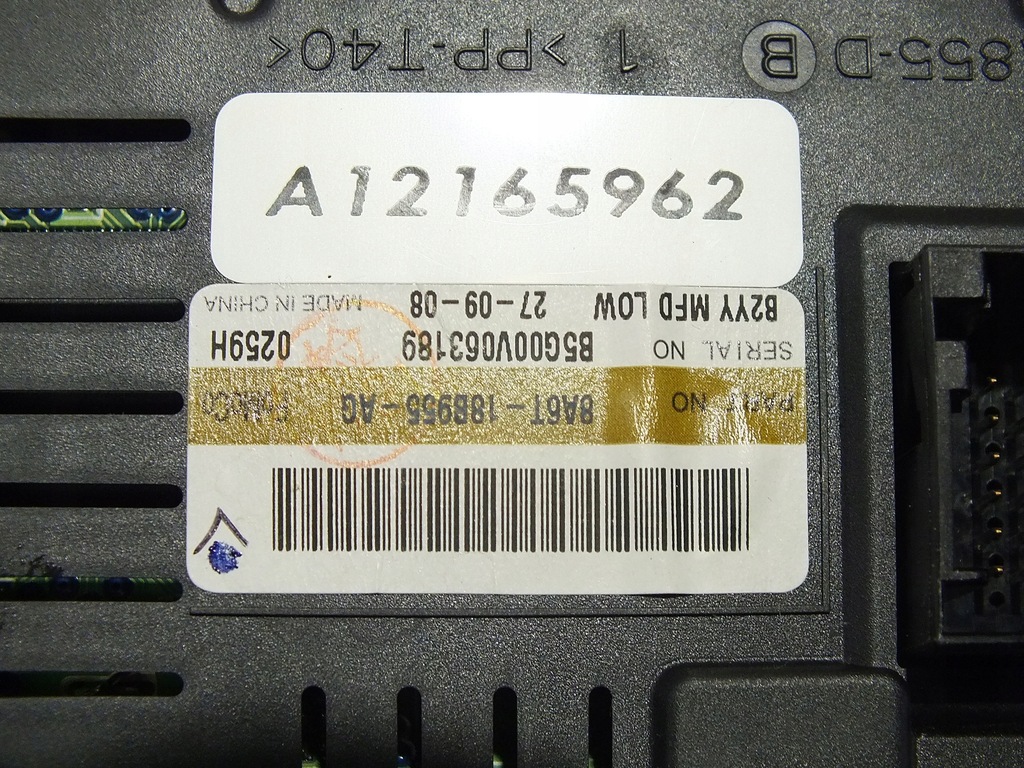 855-D B 1 >PP-T40<
A12165962
PART NO 8A6T-18B955-AG FoMoCo
SERIAL NO B5G00V063189 0259H
B2YY MFD LOW 27-09-08 MADE IN CHINA